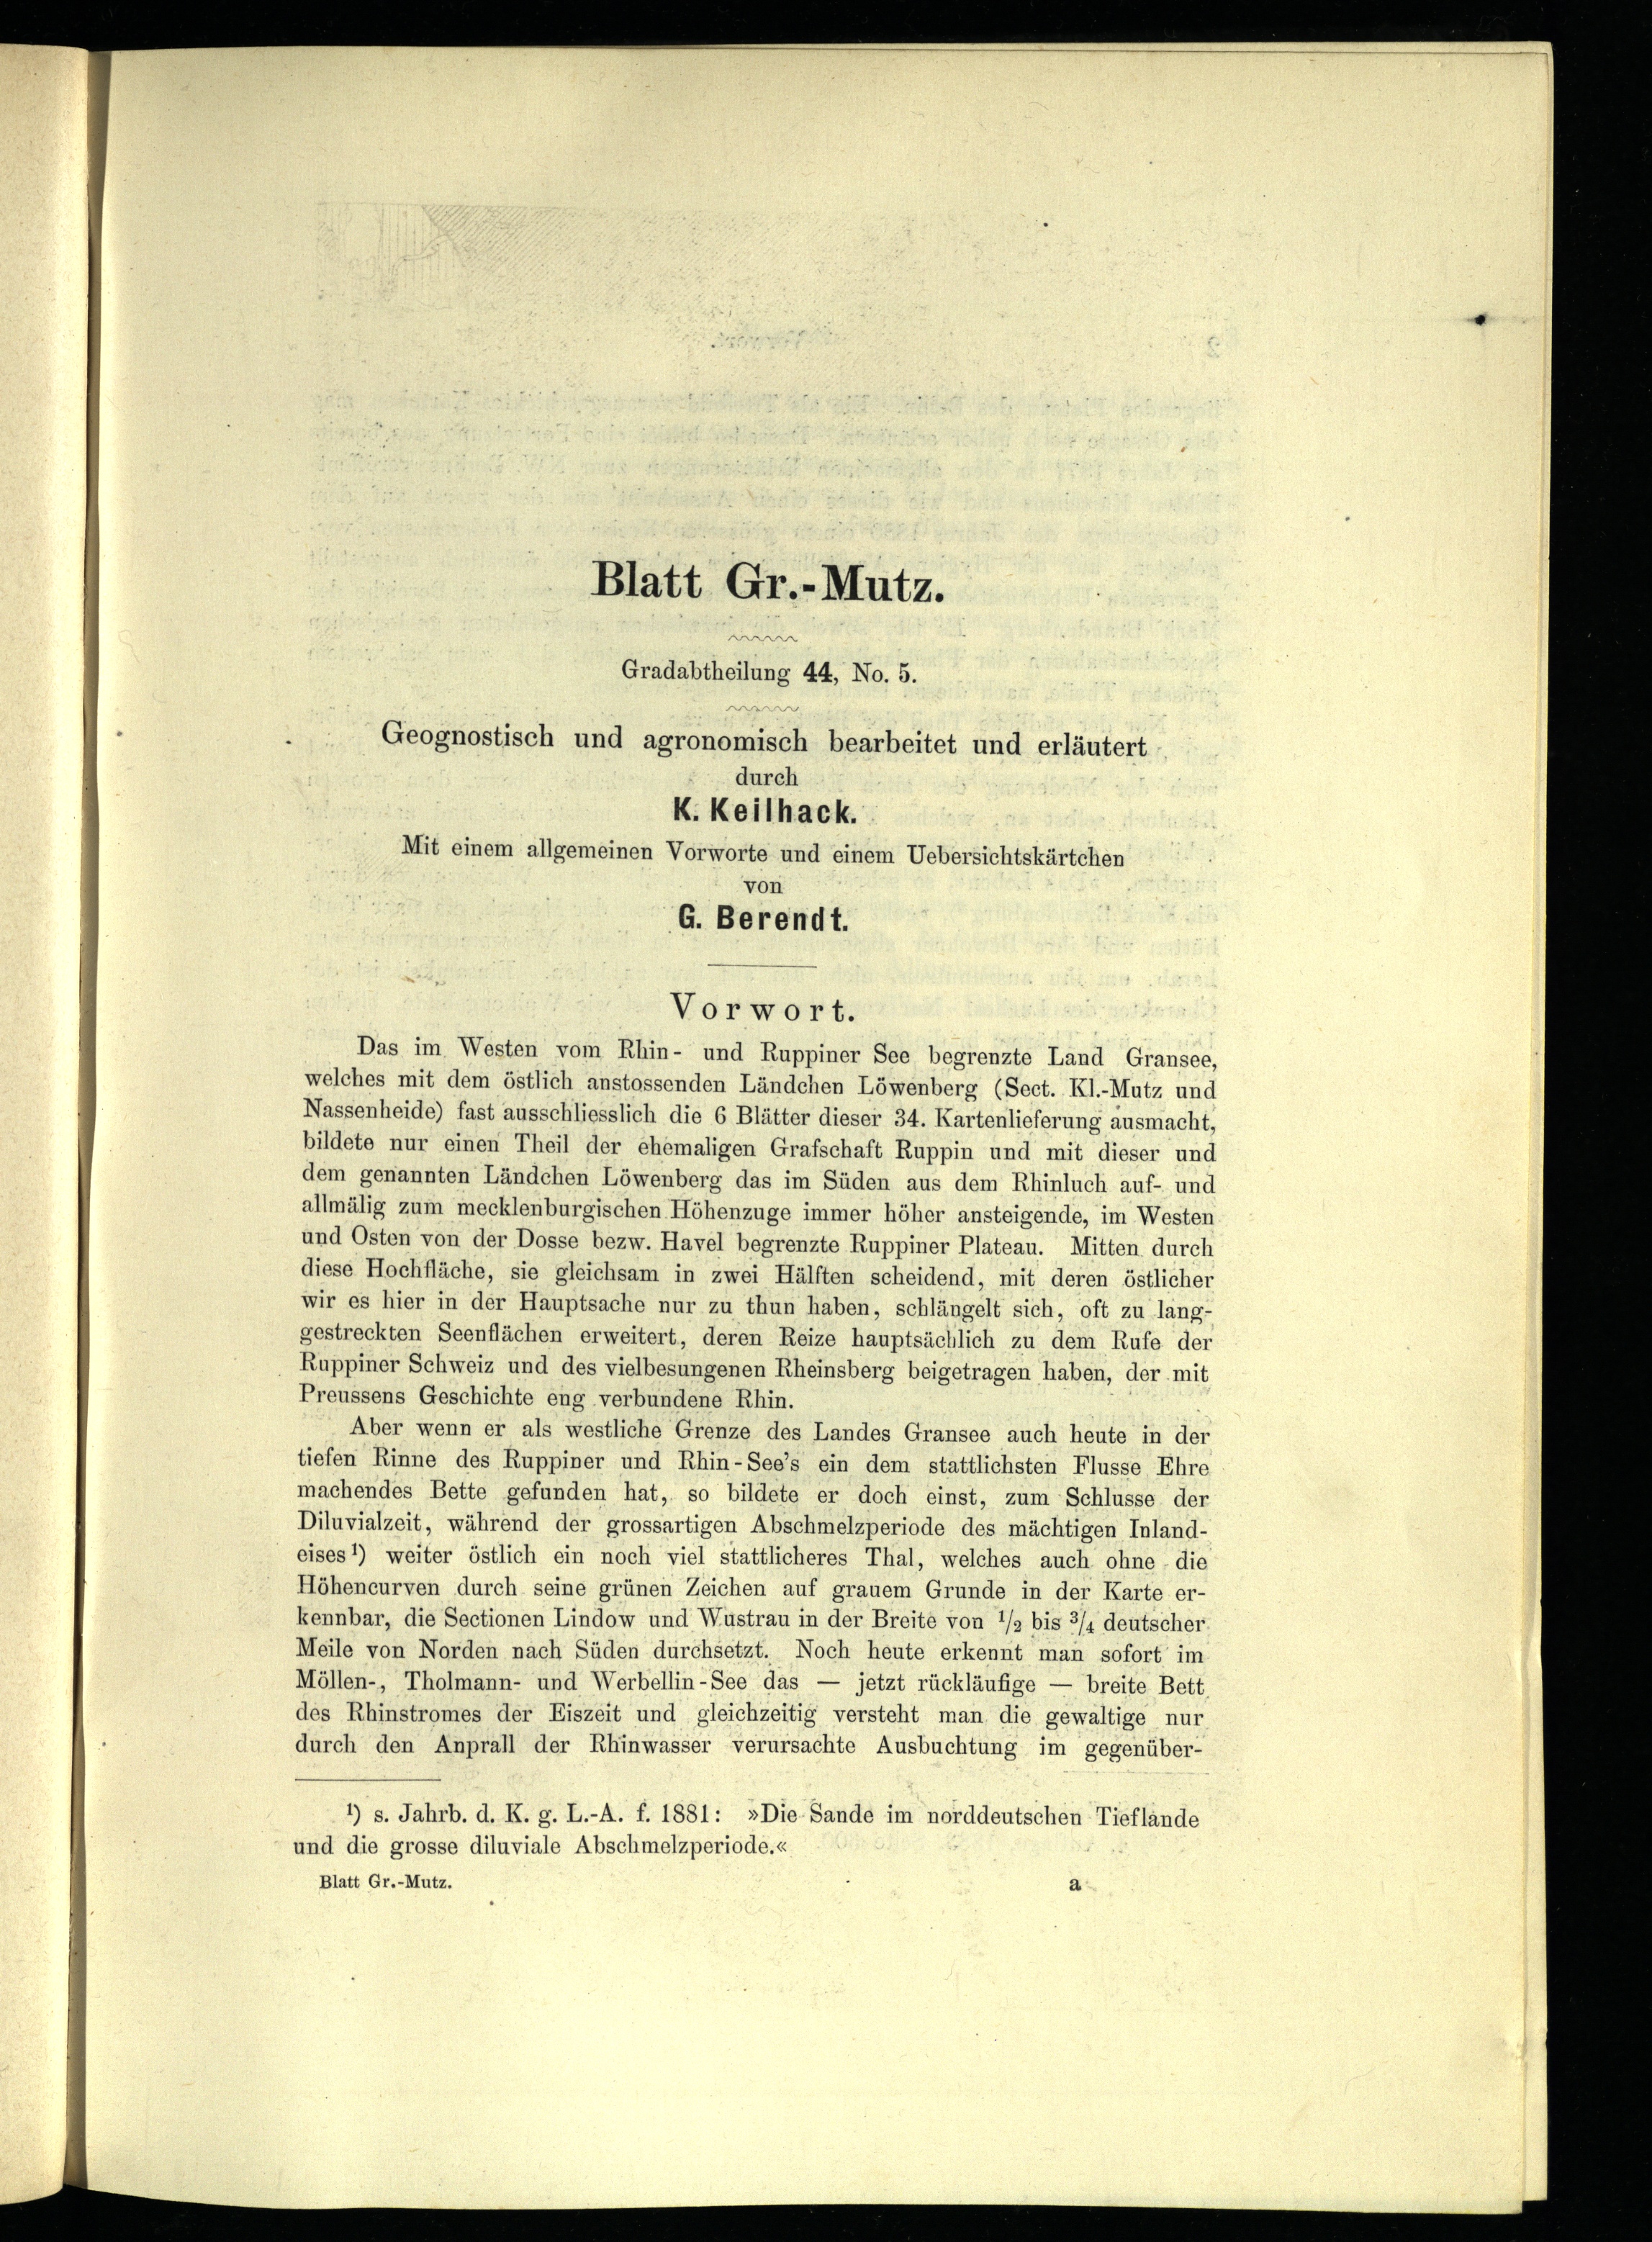 Blatt Gr.-Mutz.
Gradabtheilung 44, No. 5.
Geognostisch und agronomisch bearbeitet und erläutert
durch
K. Keilhack.
Mit einem allgemeinen Vorworte und einem Uebersichtskärtchen
von
G. Berendt.
Vorwort.
Das im Westen vom Rhin- und Ruppiner See begrenzte Land Gransee,
welches mit dem östlich anstossenden Ländchen Löwenberg (Sect. Kl.-Mutz und
Nassenheide) fast ausschliesslich die 6 Blätter dieser 34. Kartenlieferung ausmacht,
bildete nur einen Theil der ehemaligen Grafschaft Ruppin und mit dieser und
dem genannten Ländchen Löwenberg das im Süden aus dem Rhinluch auf- und
allmälig zum mecklenburgischen Höhenzuge immer höher ansteigende, im Westen
und Osten von der Dosse bezw. Havel begrenzte Ruppiner Plateau. Mitten durch
diese Hochfläche, sie gleichsam in zwei Hälften scheidend, mit deren östlicher
wir es hier in der Hauptsache nur zu thun haben, schlängelt sich, oft zu lang-
gestreckten Seenflächen erweitert, deren Reize hauptsächlich zu dem Rufe der
Ruppiner Schweiz und des vielbesungenen Rheinsberg beigetragen haben, der mit
Preussens Geschichte eng verbundene Rhin.
Aber wenn er als westliche Grenze des Landes Gransee auch heute in der
tiefen Rinne des Ruppiner und Rhin-See's ein dem stattlichsten Flusse Ehre
machendes Bette gefunden hat, so bildete er doch einst, zum Schlusse der
Diluvialzeit, während der grossartigen Abschmelzperiode des mächtigen Inland-
eises¹) weiter östlich ein noch viel stattlicheres Thal, welches auch ohne die
Höhencurven durch seine grünen Zeichen auf grauem Grunde in der Karte er-
kennbar, die Sectionen Lindow und Wustrau in der Breite von ½ bis ¾ deutscher
Meile von Norden nach Süden durchsetzt. Noch heute erkennt man sofort im
Möllen-, Tholmann- und Werbellin-See das — jetzt rückläufige — breite Bett
des Rhinstromes der Eiszeit und gleichzeitig versteht man die gewaltige nur
durch den Anprall der Rhinwasser verursachte Ausbuchtung im gegenüber-
¹) s. Jahrb. d. K. g. L.-A. f. 1881: »Die Sande im norddeutschen Tieflande
und die grosse diluviale Abschmelzperiode.«
Blatt Gr.-Mutz. a